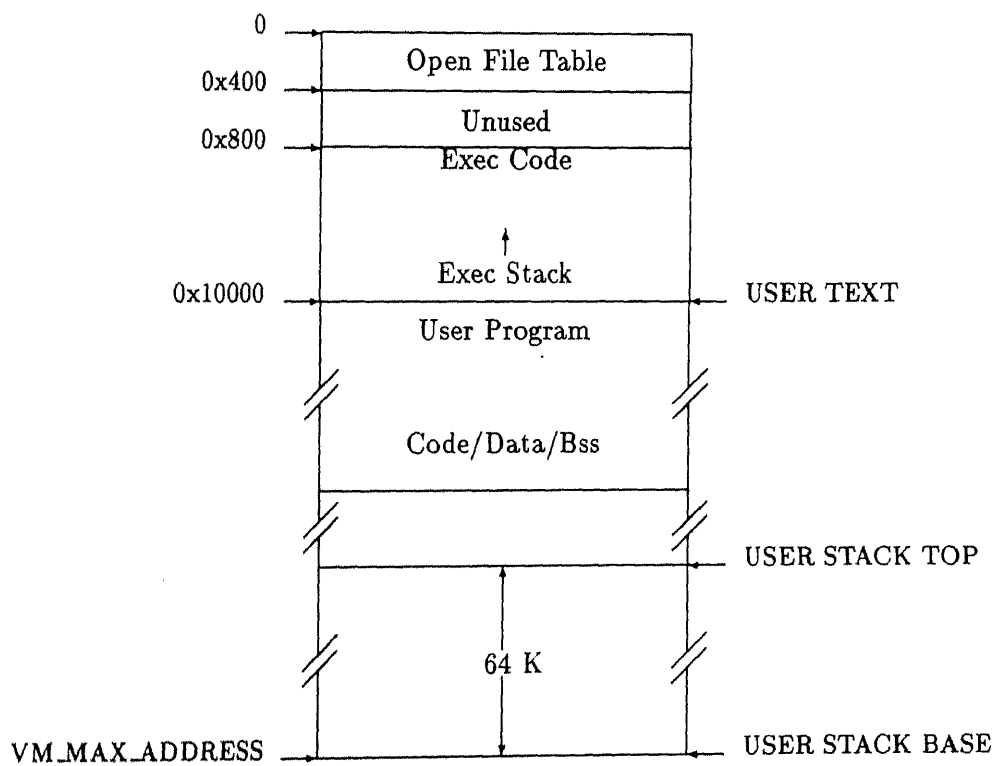 0
Open File Table
0x400
Unused
0x800
Exec Code
Exec Stack
0x10000
USER TEXT
User Program
Code/Data/Bss
USER STACK TOP
64 K
VM_MAX_ADDRESS
USER STACK BASE